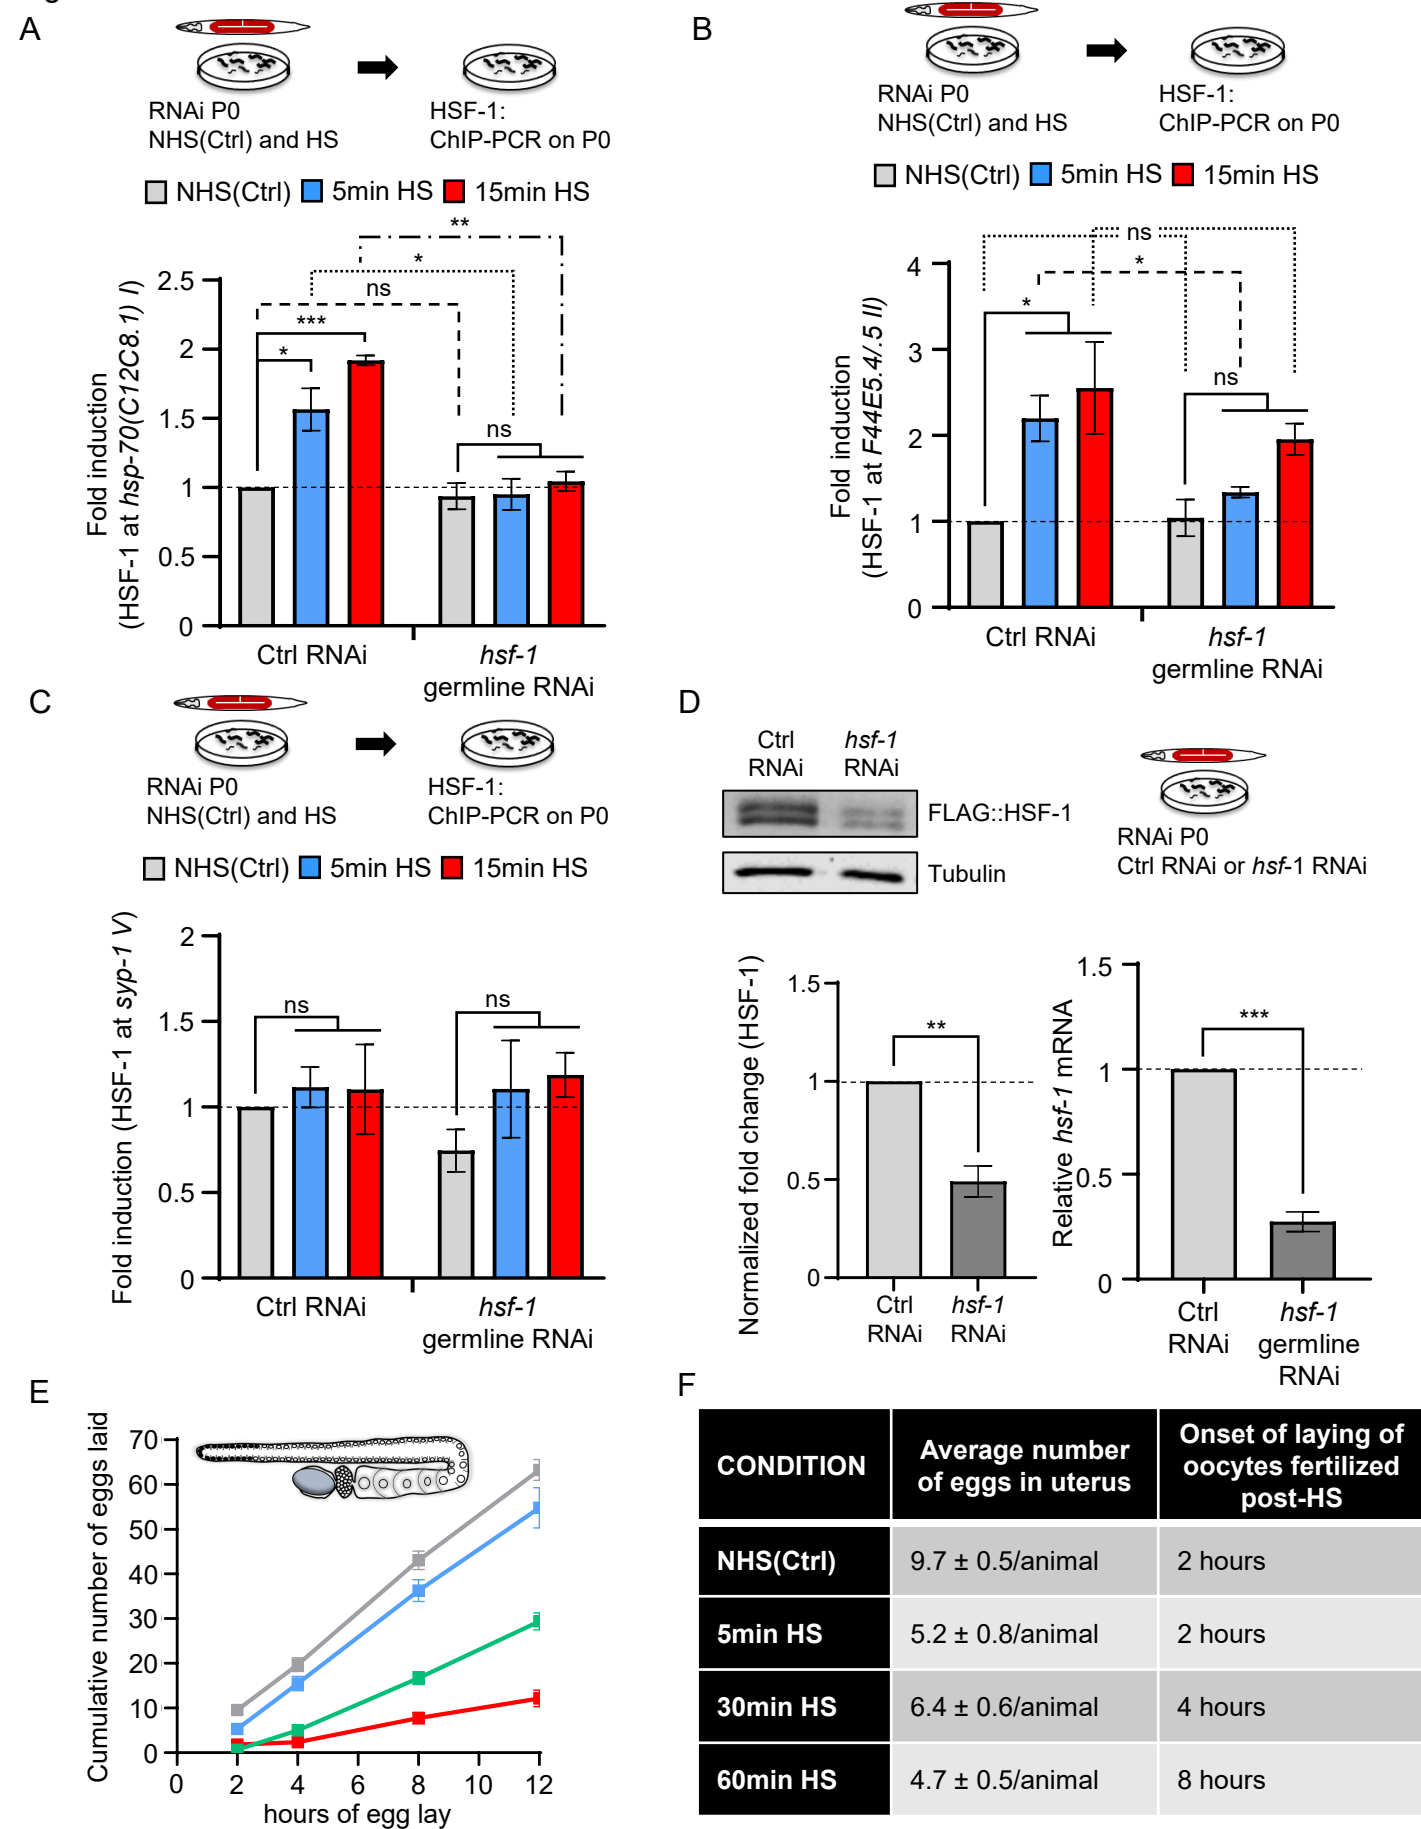 A
RNAi P0
NHS(Ctrl) and HS
HSF-1:
ChIP-PCR on P0
NHS(Ctrl) 5min HS 15min HS
**
*
ns
***
*
ns
2.5
2
1.5
1
0.5
0
Fold induction
(HSF-1 at hsp-70(C12C8.1) I)
Ctrl RNAi
hsf-1
germline RNAi
B
RNAi P0
NHS(Ctrl) and HS
HSF-1:
ChIP-PCR on P0
NHS(Ctrl) 5min HS 15min HS
ns
*
*
ns
4
3
2
1
0
Fold induction
(HSF-1 at F44E5.4/.5 II)
Ctrl RNAi
hsf-1
germline RNAi
C
RNAi P0
NHS(Ctrl) and HS
HSF-1:
ChIP-PCR on P0
NHS(Ctrl) 5min HS 15min HS
ns
ns
2
1.5
1
0.5
0
Fold induction (HSF-1 at syp-1 V)
Ctrl RNAi
hsf-1
germline RNAi
D
Ctrl
RNAi
hsf-1
RNAi
FLAG::HSF-1
Tubulin
RNAi P0
Ctrl RNAi or hsf-1 RNAi
Normalized fold change (HSF-1)
1.5
1
0.5
0
**
Ctrl
RNAi
hsf-1
RNAi
Relative hsf-1 mRNA
1.5
1
0.5
0
***
Ctrl
RNAi
hsf-1
germline
RNAi
E
Cumulative number of eggs laid
70
60
50
40
30
20
10
0
0 2 4 6 8 10 12
hours of egg lay
F
CONDITION
Average number
of eggs in uterus
Onset of laying of
oocytes fertilized
post-HS
NHS(Ctrl) 9.7 ± 0.5/animal 2 hours
5min HS 5.2 ± 0.8/animal 2 hours
30min HS 6.4 ± 0.6/animal 4 hours
60min HS 4.7 ± 0.5/animal 8 hours